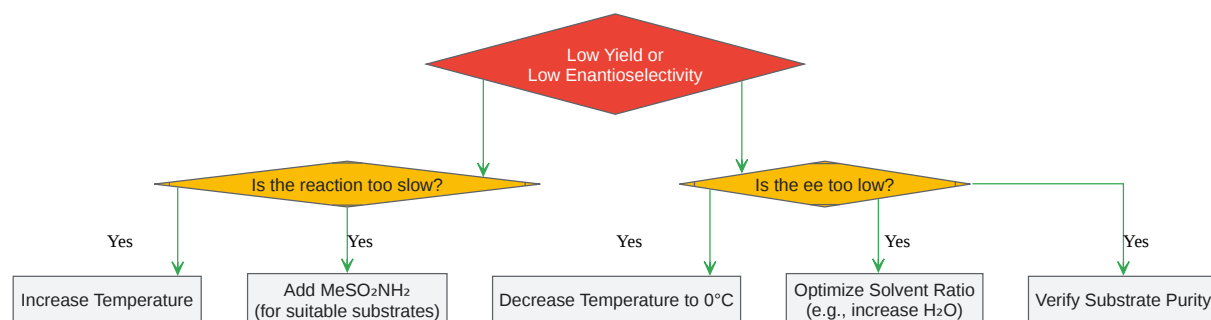 Low Yield or
Low Enantioselectivity
Is the reaction too slow?
Is the ee too low?
Yes
Yes
Yes
Yes
Yes
Increase Temperature
Add MeSO₂NH₂
(for suitable substrates)
Decrease Temperature to 0°C
Optimize Solvent Ratio
(e.g., increase H₂O)
Verify Substrate Purity